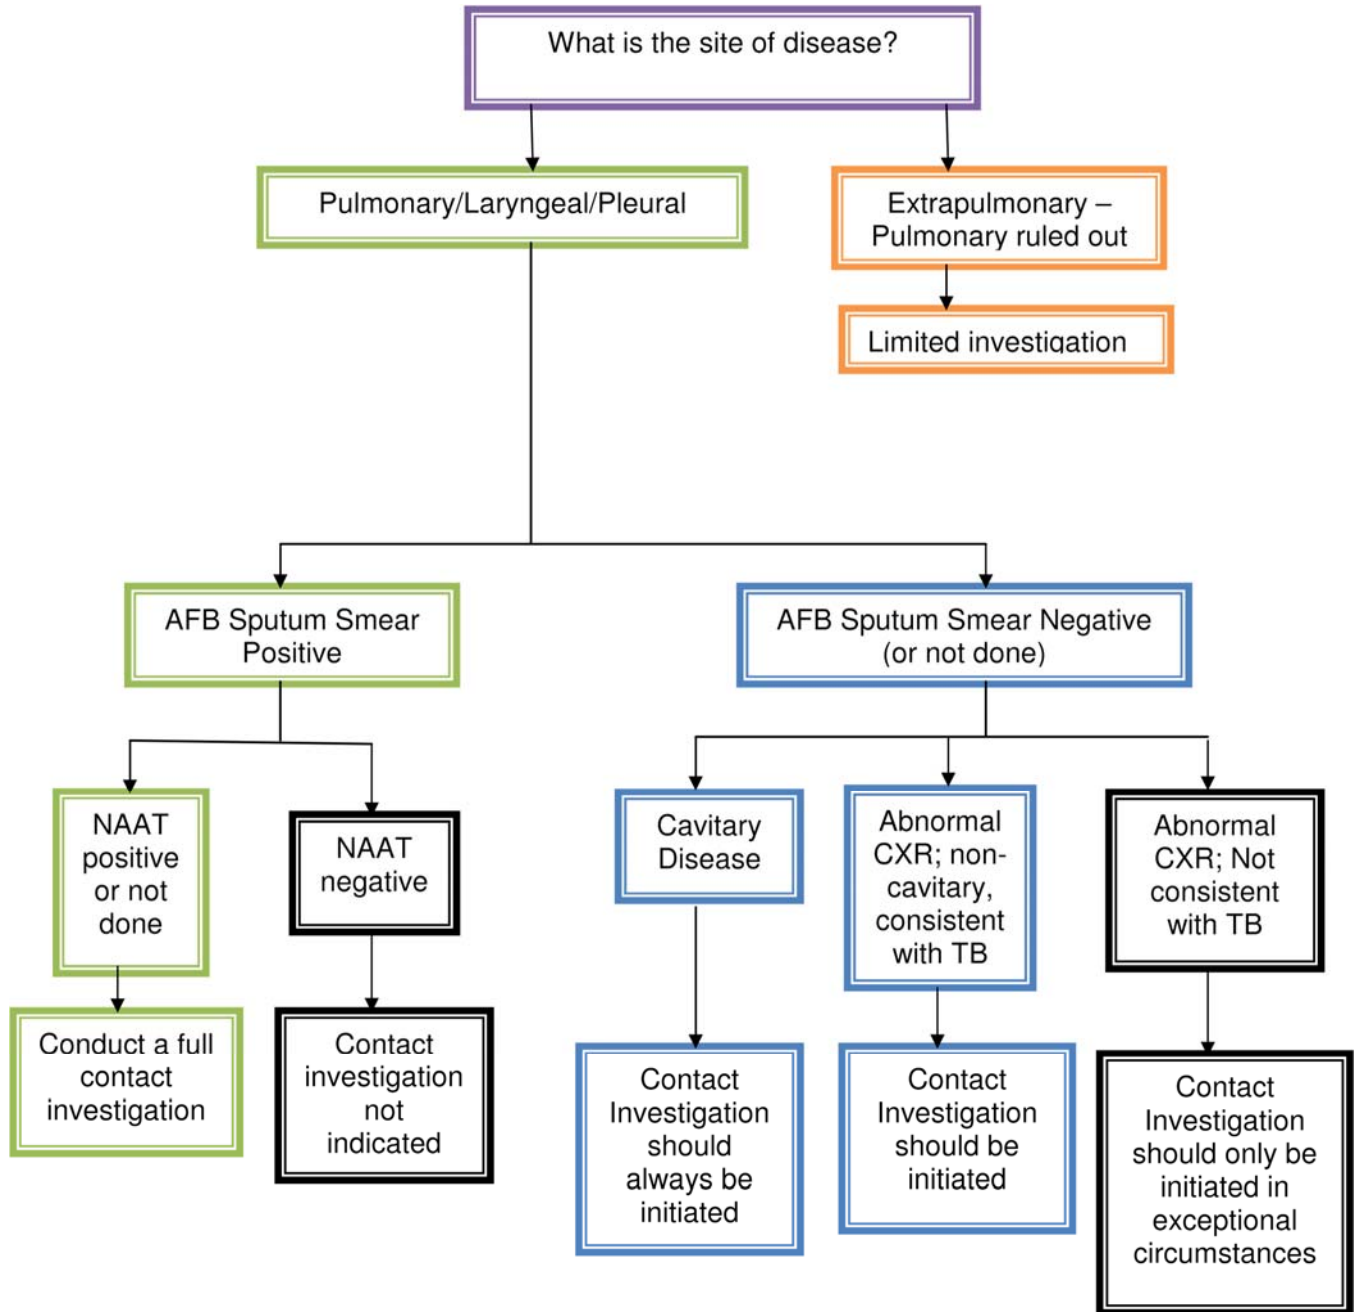 What is the site of disease?
Pulmonary/Laryngeal/Pleural
Extrapulmonary –
Pulmonary ruled out
Limited investigation
AFB Sputum Smear
Positive
AFB Sputum Smear Negative
(or not done)
NAAT
positive
or not
done
NAAT
negative
Cavitary
Disease
Abnormal
CXR; non-
cavitary,
consistent
with TB
Abnormal
CXR; Not
consistent
with TB
Conduct a full
contact
investigation
Contact
investigation
not
indicated
Contact
Investigation
should
always be
initiated
Contact
Investigation
should be
initiated
Contact
Investigation
should only be
initiated in
exceptional
circumstances